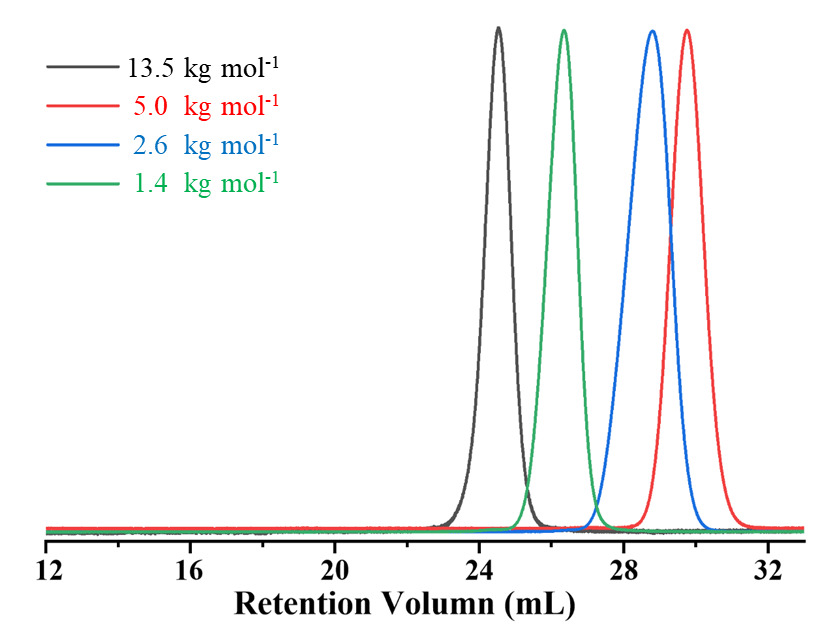 13.5 kg mol-1
5.0 kg mol-1
2.6 kg mol-1
1.4 kg mol-1
12 16 20 24 28 32
Retention Volumn (mL)